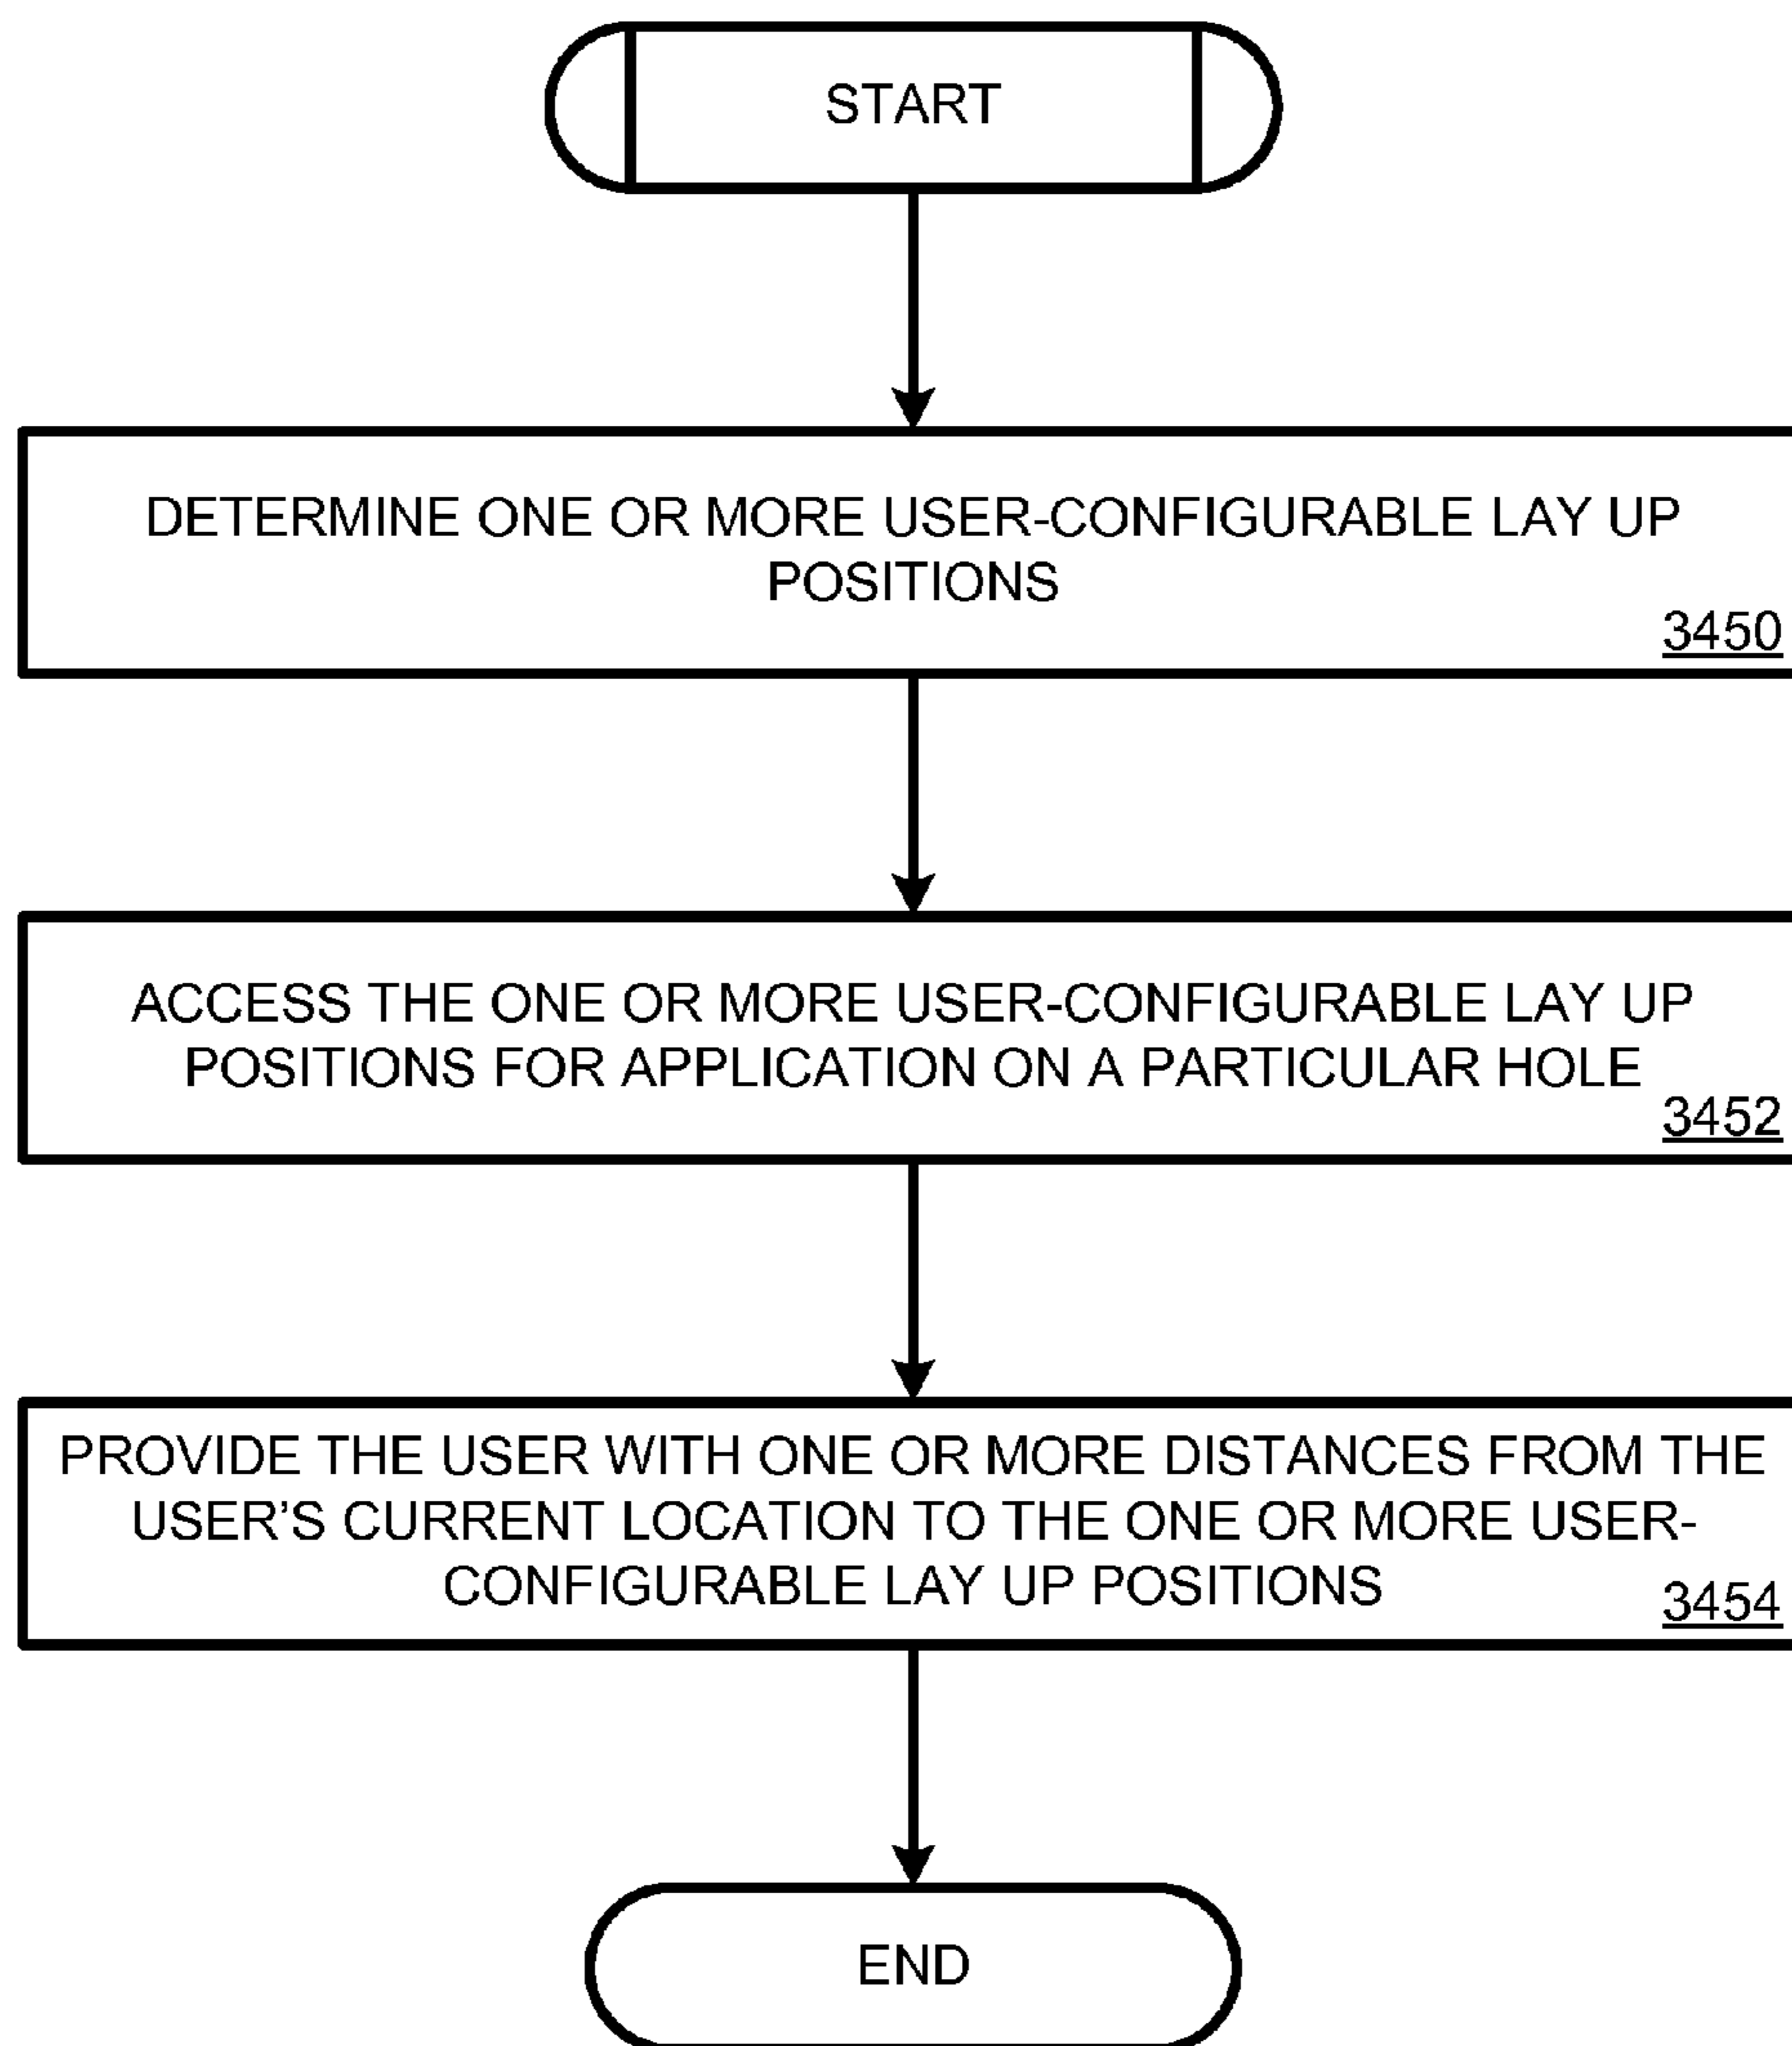 START
DETERMINE ONE OR MORE USER-CONFIGURABLE LAY UP
POSITIONS
3450
ACCESS THE ONE OR MORE USER-CONFIGURABLE LAY UP
POSITIONS FOR APPLICATION ON A PARTICULAR HOLE
3452
PROVIDE THE USER WITH ONE OR MORE DISTANCES FROM THE
USER’S CURRENT LOCATION TO THE ONE OR MORE USER-
CONFIGURABLE LAY UP POSITIONS
3454
END